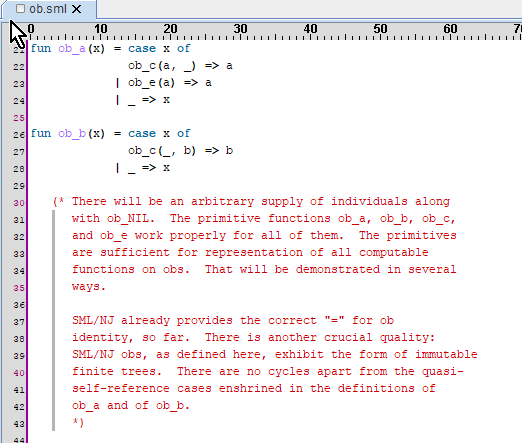 ob.sml
0 10 20 30 40 50 60 70
21 fun ob_a(x) = case x of
22 ob_c(a, _) => a
23 | ob_e(a) => a
24 | _ => x
25
26 fun ob_b(x) = case x of
27 ob_c(_, b) => b
28 | _ => x
29
30 (* There will be an arbitrary supply of individuals along
31 with ob_NIL.  The primitive functions ob_a, ob_b, ob_c,
32 and ob_e work properly for all of them.  The primitives
33 are sufficient for representation of all computable
34 functions on obs.  That will be demonstrated in several
35 ways.
36
37 SML/NJ already provides the correct "=" for ob
38 identity, so far.  There is another crucial quality:
39 SML/NJ obs, as defined here, exhibit the form of immutable
40 finite trees.  There are no cycles apart from the quasi-
41 self-reference cases enshrined in the definitions of
42 ob_a and of ob_b.
43 *)
44